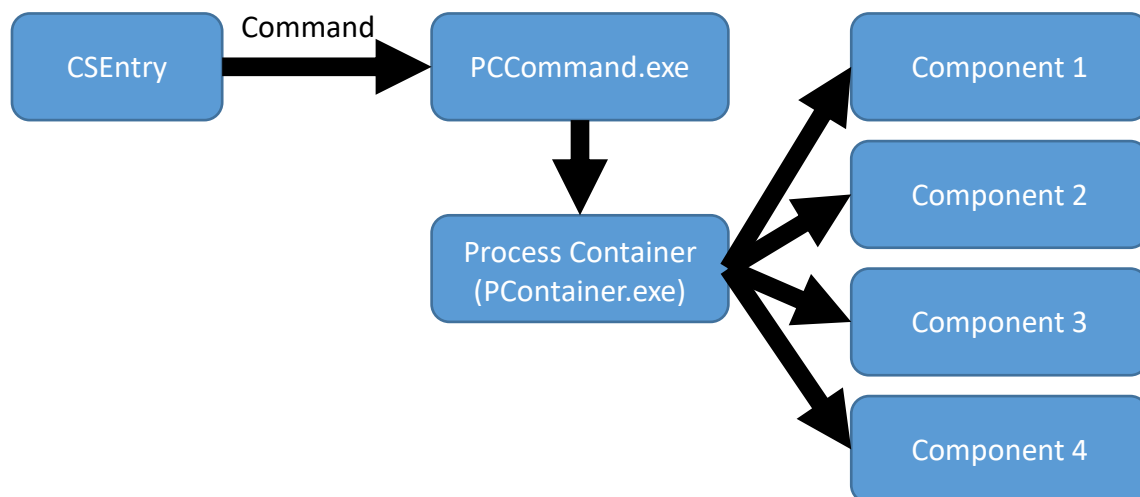 Command
CSEntry
PCCommand.exe
Process Container
(PContainer.exe)
Component 1
Component 2
Component 3
Component 4